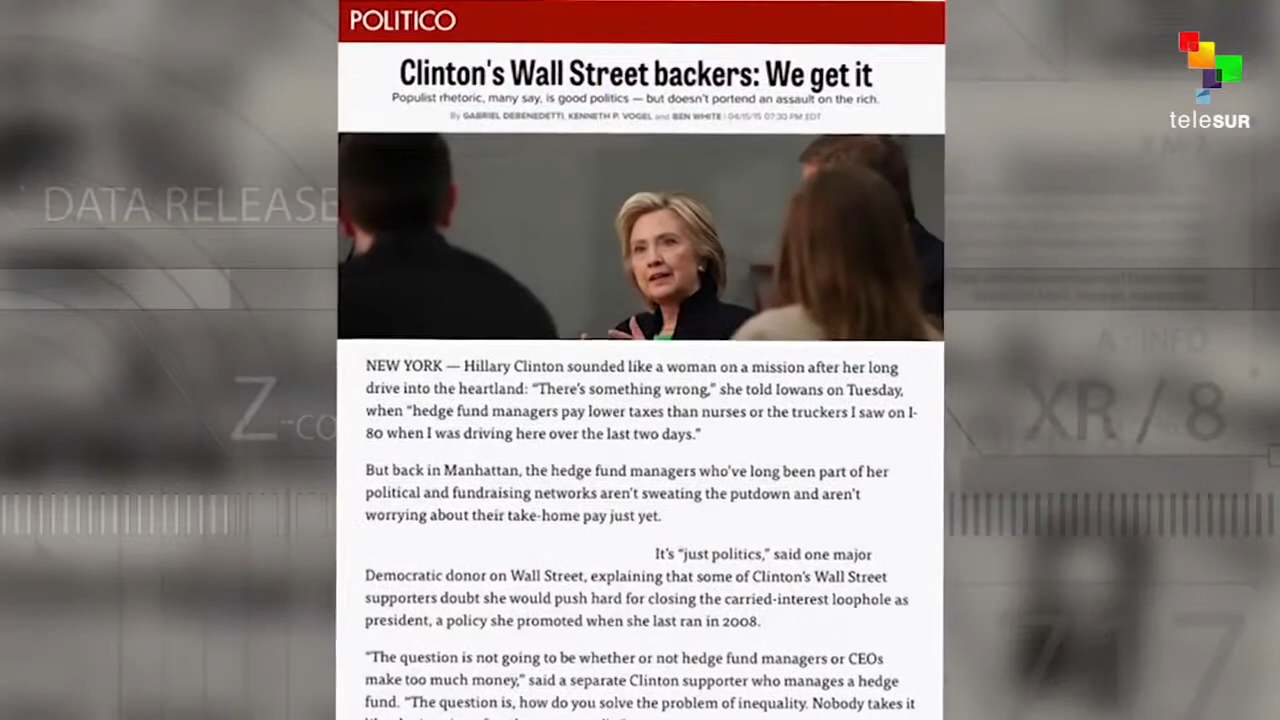 POLITICO
Clinton's Wall Street backers: We get it
Populist rhetoric, many say, is good politics — but doesn't portend an assault on the rich.
By GABRIEL DEBENEDETTI, KENNETH P. VOGEL and BEN WHITE | 04/15/15 07:30 PM EDT
teleSUR
DATA RELEASE
NEW YORK — Hillary Clinton sounded like a woman on a mission after her long
drive into the heartland: “There's something wrong,” she told Iowans on Tuesday,
when “hedge fund managers pay lower taxes than nurses or the truckers I saw on I-
80 when I was driving here over the last two days.”
A - INFO
Z-co
XR / 8
But back in Manhattan, the hedge fund managers who've long been part of her
political and fundraising networks aren't sweating the putdown and aren't
worrying about their take-home pay just yet.
It's “just politics,” said one major
Democratic donor on Wall Street, explaining that some of Clinton's Wall Street
supporters doubt she would push hard for closing the carried-interest loophole as
president, a policy she promoted when she last ran in 2008.
“The question is not going to be whether or not hedge fund managers or CEOs
make too much money,” said a separate Clinton supporter who manages a hedge
fund. “The question is, how do you solve the problem of inequality. Nobody takes it